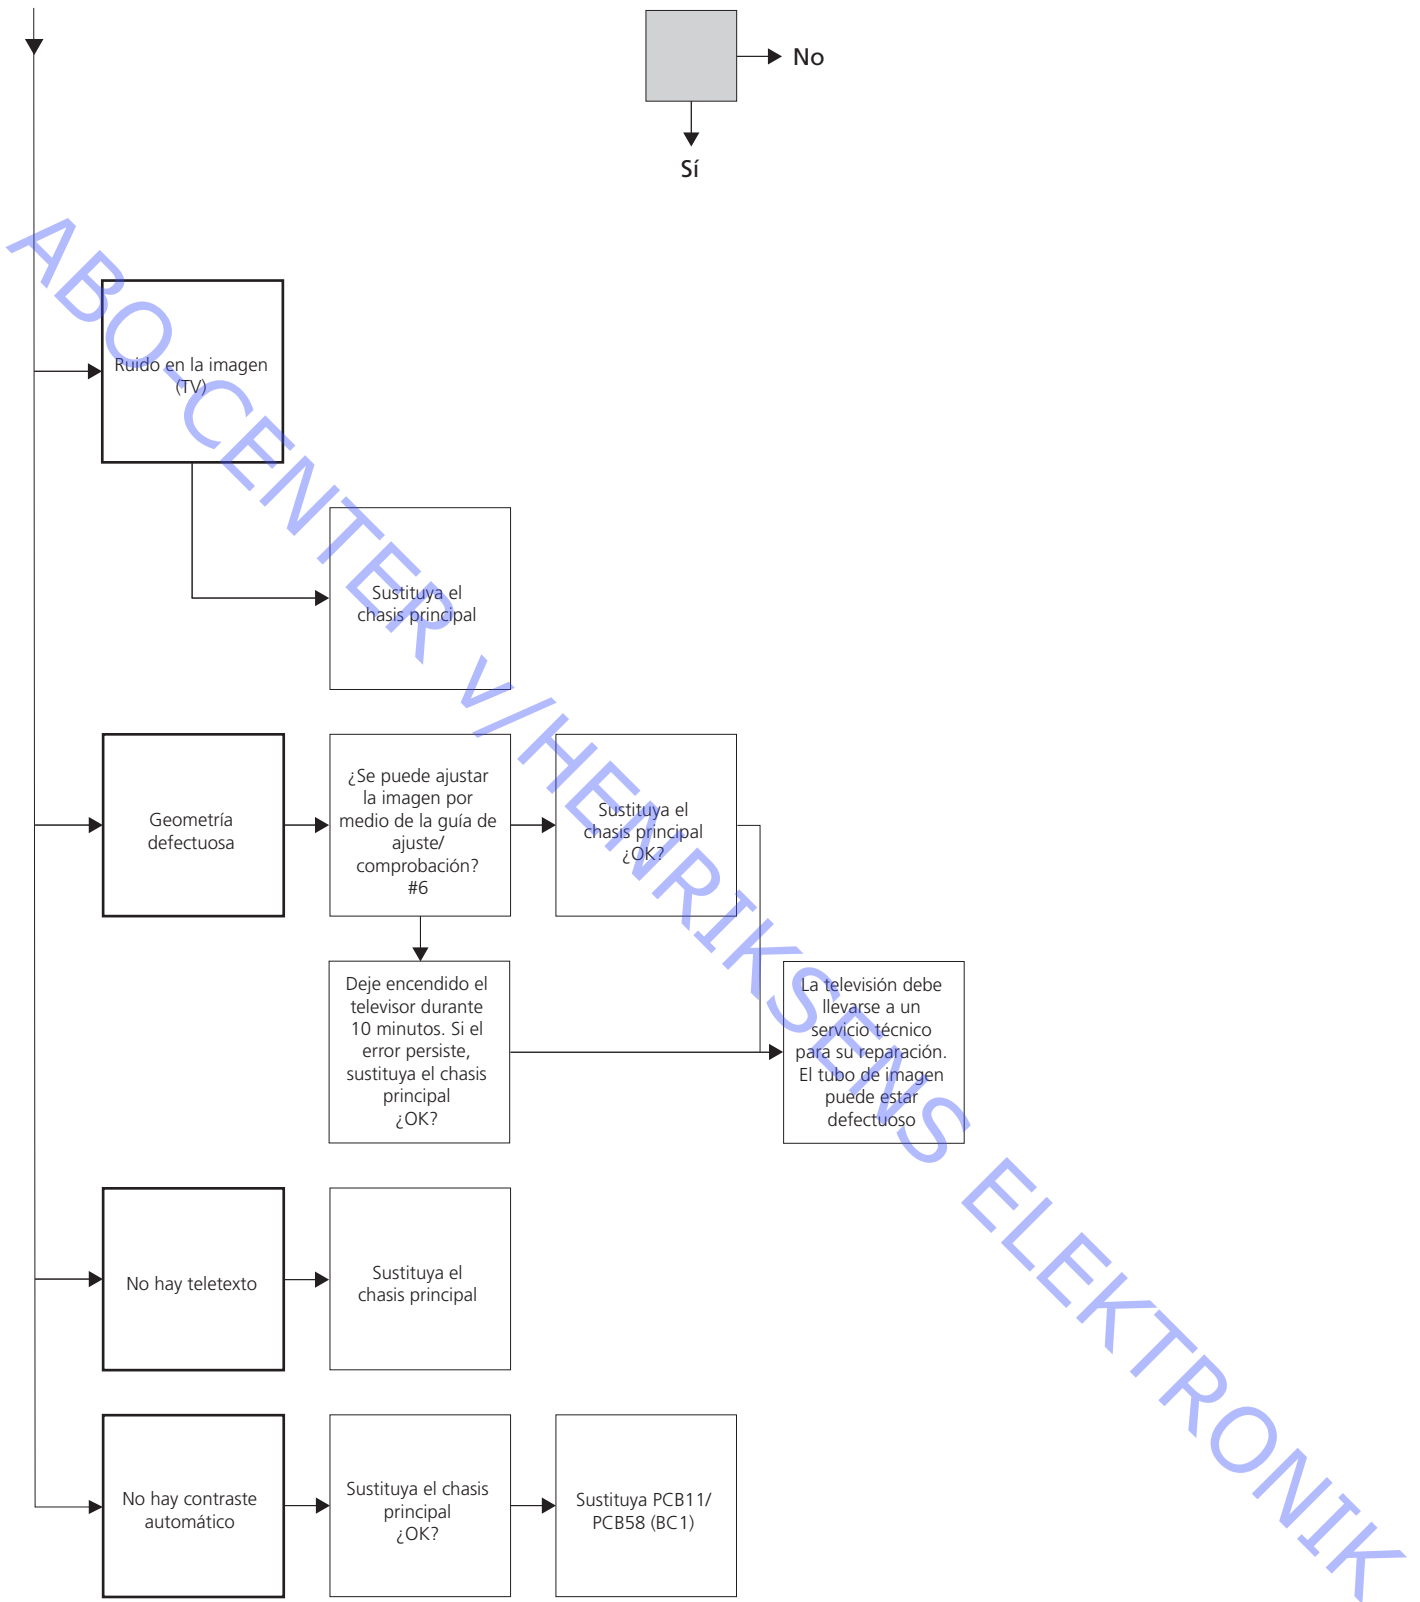 No
Sí
Ruido en la imagen
(TV)
Sustituya el
chasis principal
Geometría
defectuosa
¿Se puede ajustar
la imagen por
medio de la guía de
ajuste/
comprobación?
#6
Sustituya el
chasis principal
¿OK?
Deje encendido el
televisor durante
10 minutos. Si el
error persiste,
sustituya el chasis
principal
¿OK?
La televisión debe
llevarse a un
servicio técnico
para su reparación.
El tubo de imagen
puede estar
defectuoso
No hay teletexto
Sustituya el
chasis principal
No hay contraste
automático
Sustituya el chasis
principal
¿OK?
Sustituya PCB11/
PCB58 (BC1)
ABO-CENTER v/HENRIKSENS ELEKTRONIK